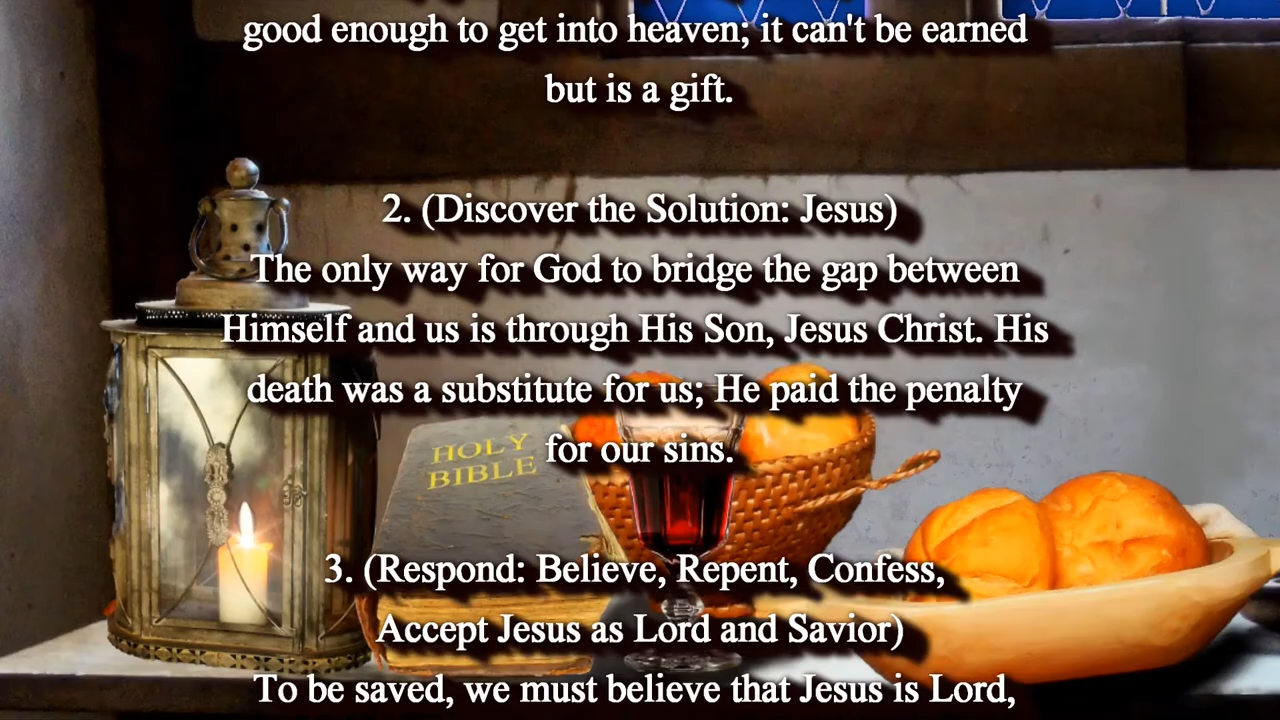 good enough to get into heaven; it can't be earned
but is a gift.
2. (Discover the Solution: Jesus)
The only way for God to bridge the gap between
Himself and us is through His Son, Jesus Christ. His
death was a substitute for us; He paid the penalty
for our sins.
HOLY
BIBLE
3. (Respond: Believe, Repent, Confess,
Accept Jesus as Lord and Savior)
To be saved, we must believe that Jesus is Lord,